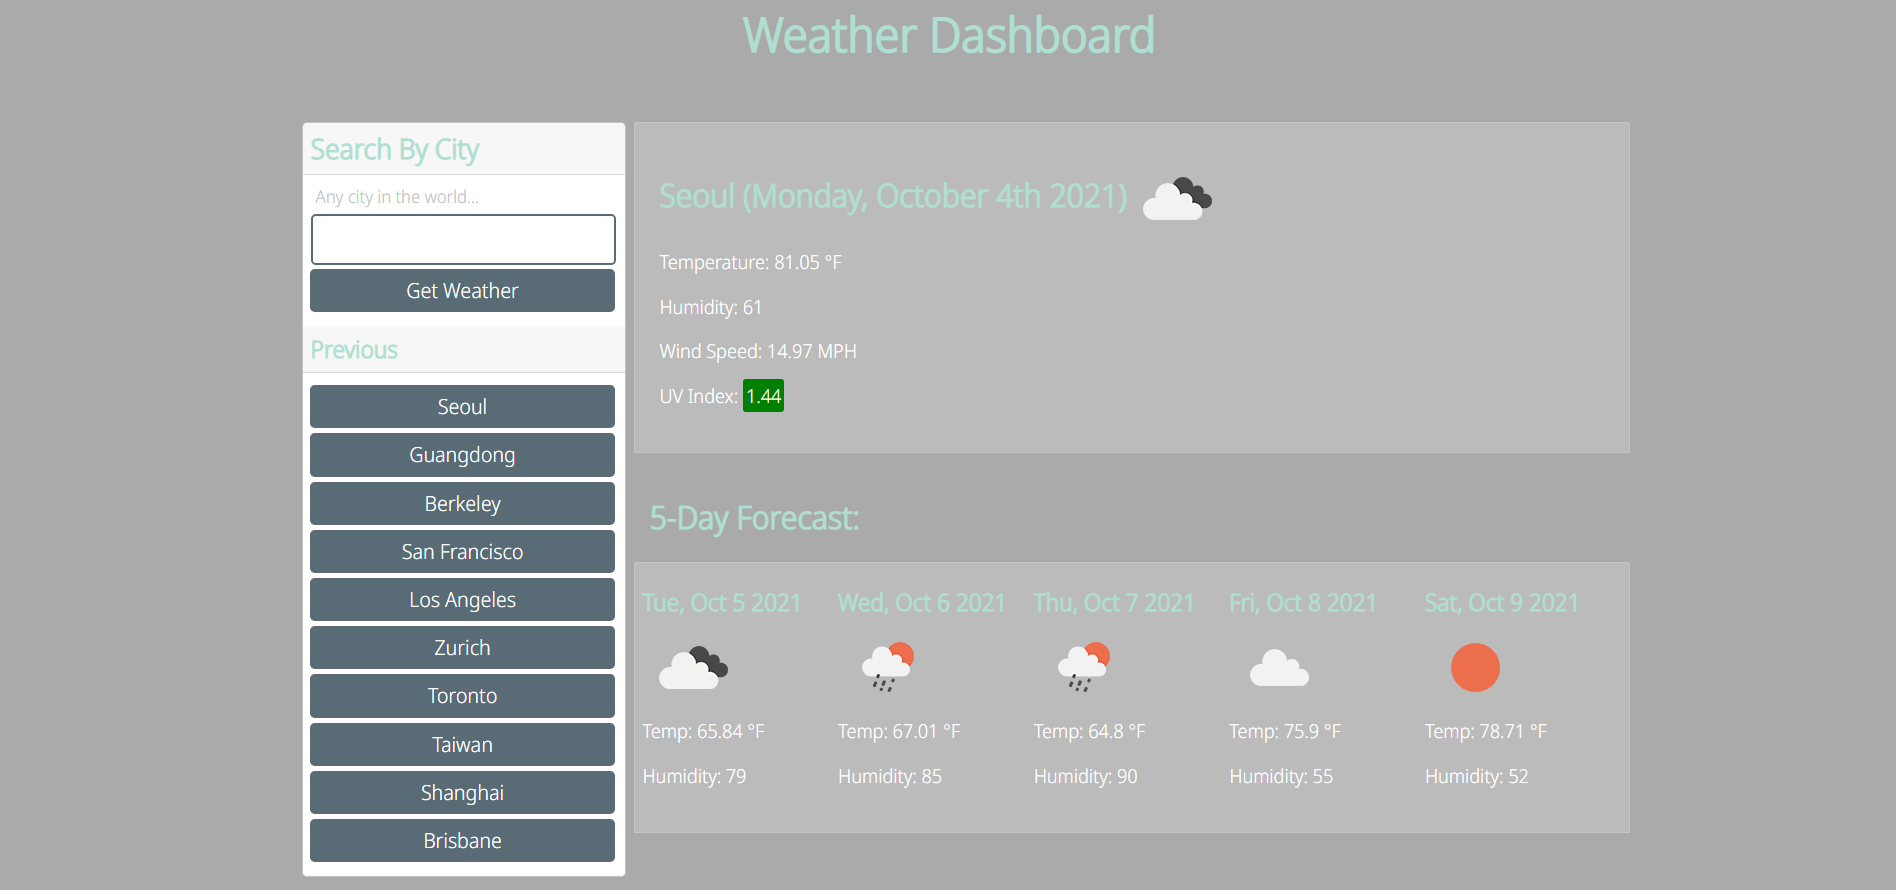 Weather Dashboard
Search By City
Any city in the world...
Get Weather
Previous
Seoul
Guangdong
Berkeley
San Francisco
Los Angeles
Zurich
Toronto
Taiwan
Shanghai
Brisbane
Seoul (Monday, October 4th 2021)
Temperature: 81.05 °F
Humidity: 61
Wind Speed: 14.97 MPH
UV Index: 1.44
5-Day Forecast:
Tue, Oct 5 2021
Temp: 65.84 °F
Humidity: 79
Wed, Oct 6 2021
Temp: 67.01 °F
Humidity: 85
Thu, Oct 7 2021
Temp: 64.8 °F
Humidity: 90
Fri, Oct 8 2021
Temp: 75.9 °F
Humidity: 55
Sat, Oct 9 2021
Temp: 78.71 °F
Humidity: 52